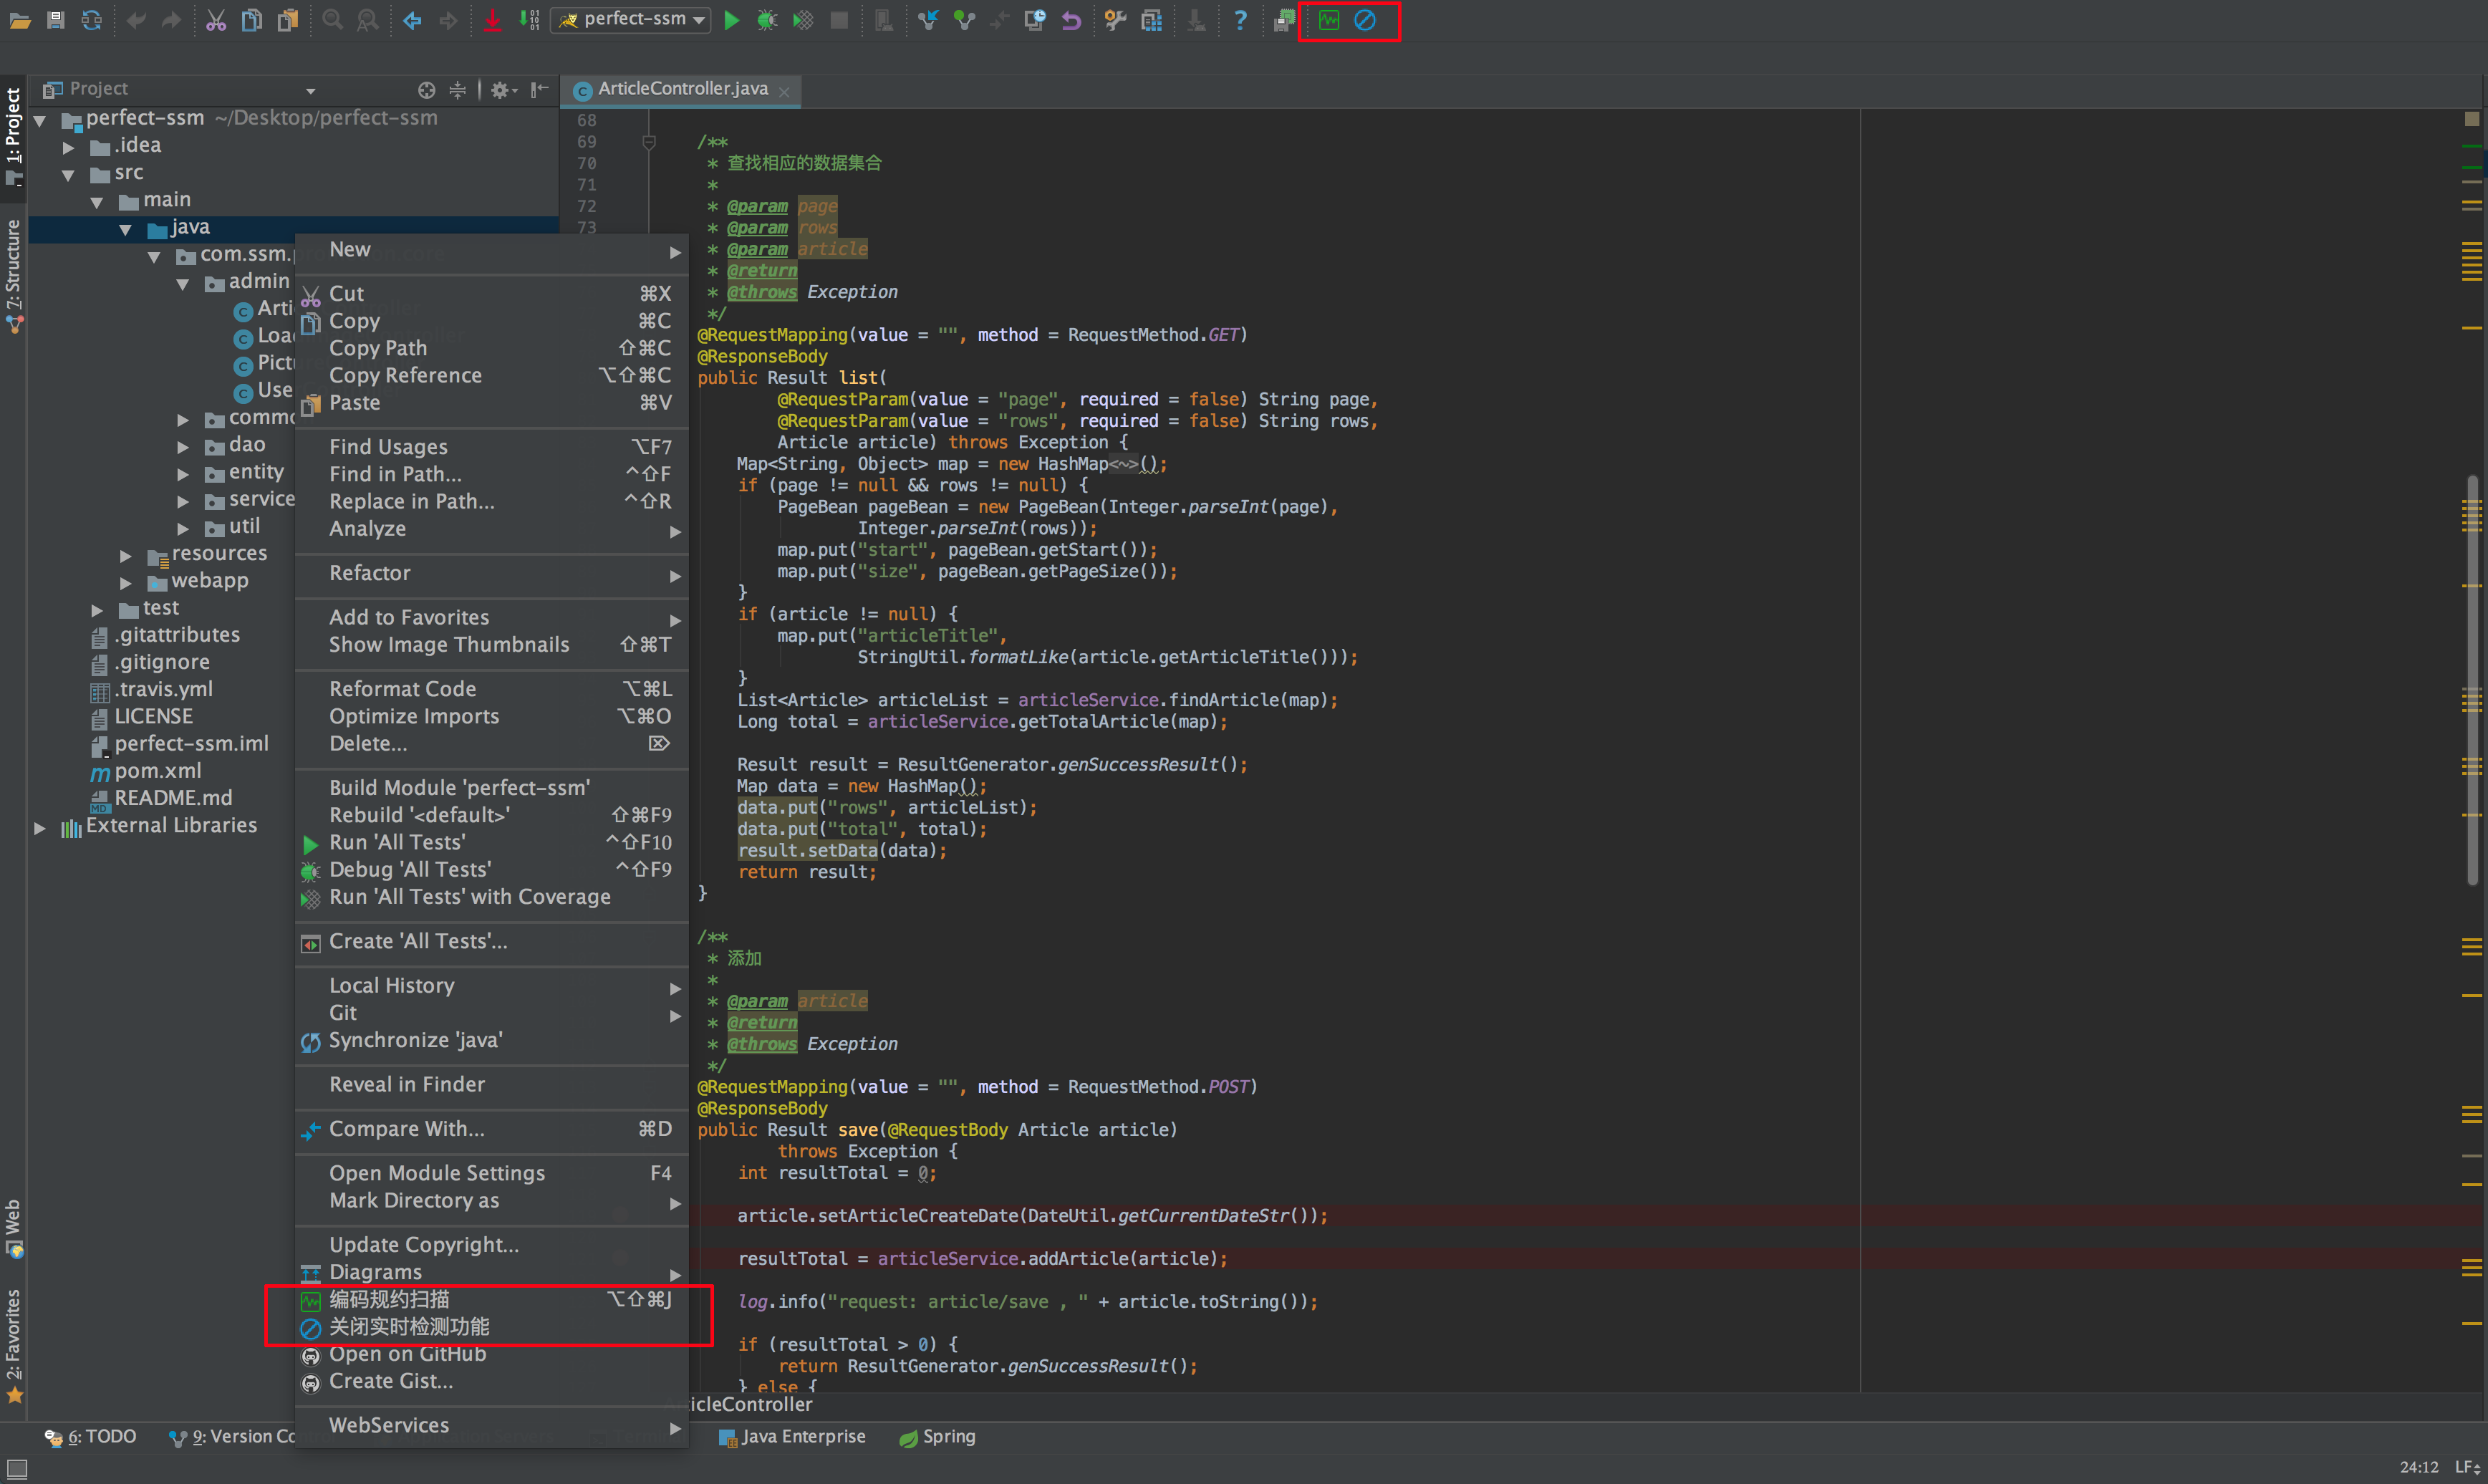 perfect-ssm
Project
ArticleController.java
1: Project
7: Structure
Web
2: Favorites
perfect-ssm ~/Desktop/perfect-ssm
.idea
src
main
java
com.ssm.
admin
Arti
Loa
Pict
Use
commo
dao
entity
service
util
resources
webapp
test
.gitattributes
.gitignore
.travis.yml
LICENSE
perfect-ssm.iml
pom.xml
README.md
External Libraries
New
Cut ⌘X
Copy ⌘C
Copy Path ⇧⌘C
Copy Reference ⌥⇧⌘C
Paste ⌘V
Find Usages ⌥F7
Find in Path... ^⇧F
Replace in Path... ^⇧R
Analyze
Refactor
Add to Favorites
Show Image Thumbnails ⇧⌘T
Reformat Code ⌥⌘L
Optimize Imports ⌥⌘O
Delete... ⌦
Build Module 'perfect-ssm'
Rebuild '<default>' ⇧⌘F9
Run 'All Tests' ^⇧F10
Debug 'All Tests' ^⇧F9
Run 'All Tests' with Coverage
Create 'All Tests'...
Local History
Git
Synchronize 'java'
Reveal in Finder
Compare With... ⌘D
Open Module Settings F4
Mark Directory as
Update Copyright...
Diagrams
编码规约扫描 ⌥⇧⌘J
关闭实时检测功能
Open on GitHub
Create Gist...
WebServices
68
69 /**
70 * 查找相应的数据集合
71 *
72 * @param page
73 * @param rows
* @param article
* @return
* @throws Exception
*/
@RequestMapping(value = "", method = RequestMethod.GET)
@ResponseBody
public Result list(
@RequestParam(value = "page", required = false) String page,
@RequestParam(value = "rows", required = false) String rows,
Article article) throws Exception {
Map<String, Object> map = new HashMap<~>();
if (page != null && rows != null) {
PageBean pageBean = new PageBean(Integer.parseInt(page),
Integer.parseInt(rows));
map.put("start", pageBean.getStart());
map.put("size", pageBean.getPageSize());
}
if (article != null) {
map.put("articleTitle",
StringUtil.formatLike(article.getArticleTitle()));
}
List<Article> articleList = articleService.findArticle(map);
Long total = articleService.getTotalArticle(map);
Result result = ResultGenerator.genSuccessResult();
Map data = new HashMap();
data.put("rows", articleList);
data.put("total", total);
result.setData(data);
return result;
}
/**
* 添加
*
* @param article
* @return
* @throws Exception
*/
@RequestMapping(value = "", method = RequestMethod.POST)
@ResponseBody
public Result save(@RequestBody Article article)
throws Exception {
int resultTotal = 0;
article.setArticleCreateDate(DateUtil.getCurrentDateStr());
resultTotal = articleService.addArticle(article);
log.info("request: article/save , " + article.toString());
if (resultTotal > 0) {
return ResultGenerator.genSuccessResult();
} else {
icleController
6: TODO
9: Version Co
Java Enterprise
Spring
24:12 LF